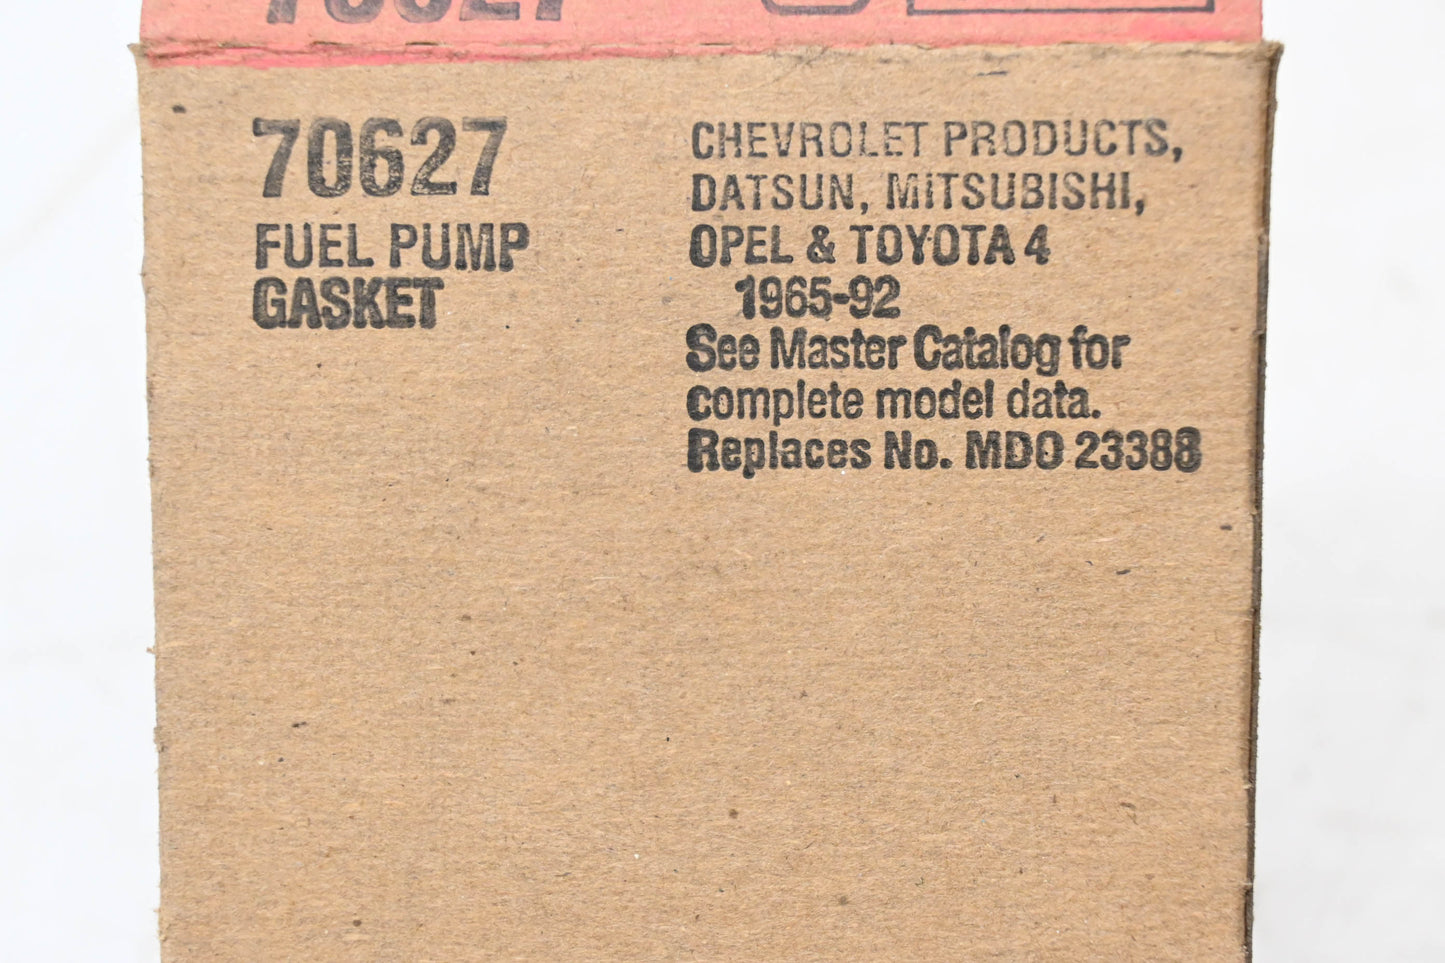 70627
70627
FUEL PUMP
GASKET
CHEVROLET PRODUCTS,
DATSUN, MITSUBISHI,
OPEL & TOYOTA 4
1965-92
See Master Catalog for
complete model data.
Replaces No. MDO 23388